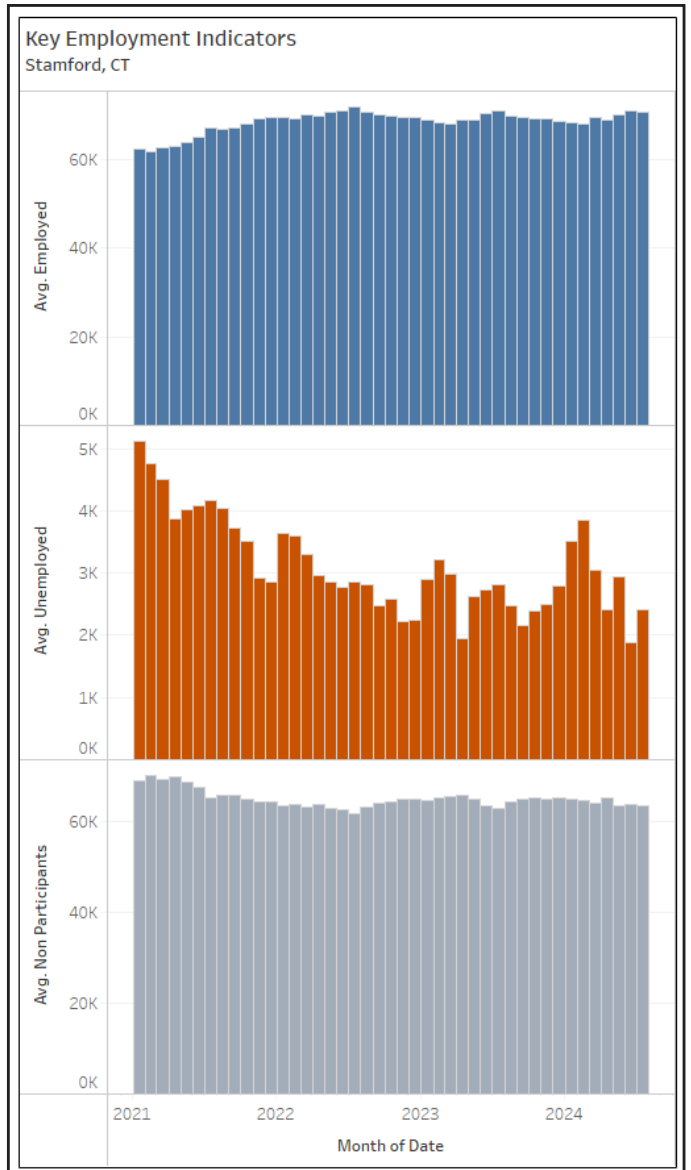 Key Employment Indicators
Stamford, CT
Avg. Employed
60K
40K
20K
0K
Avg. Unemployed
5K
4K
3K
2K
1K
0K
Avg. Non Participants
60K
40K
20K
0K
2021 2022 2023 2024
Month of Date